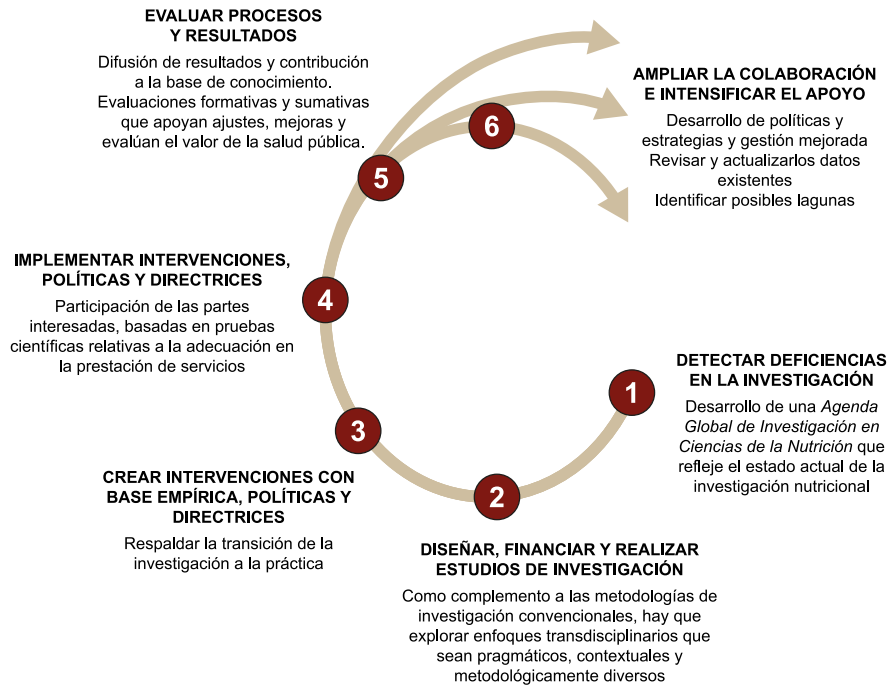 EVALUAR PROCESOS
Y RESULTADOS
Difusión de resultados y contribución
a la base de conocimiento.
Evaluaciones formativas y sumativas
que apoyan ajustes, mejoras y
evalúan el valor de la salud pública.
AMPLIAR LA COLABORACIÓN
E INTENSIFICAR EL APOYO
Desarrollo de políticas y
estrategias y gestión mejorada
Revisar y actualizarlos datos
existentes
Identificar posibles lagunas
6
5
IMPLEMENTAR INTERVENCIONES,
POLÍTICAS Y DIRECTRICES
Participación de las partes
interesadas, basadas en pruebas
científicas relativas a la adecuación en
la prestación de servicios
4
DETECTAR DEFICIENCIAS
EN LA INVESTIGACIÓN
Desarrollo de una Agenda
Global de Investigación en
Ciencias de la Nutrición que
refleje el estado actual de la
investigación nutricional
1
3
CREAR INTERVENCIONES CON
BASE EMPÍRICA, POLÍTICAS Y
DIRECTRICES
Respaldar la transición de la
investigación a la práctica
2
DISEÑAR, FINANCIAR Y REALIZAR
ESTUDIOS DE INVESTIGACIÓN
Como complemento a las metodologías de
investigación convencionales, hay que
explorar enfoques transdisciplinarios que
sean pragmáticos, contextuales y
metodológicamente diversos